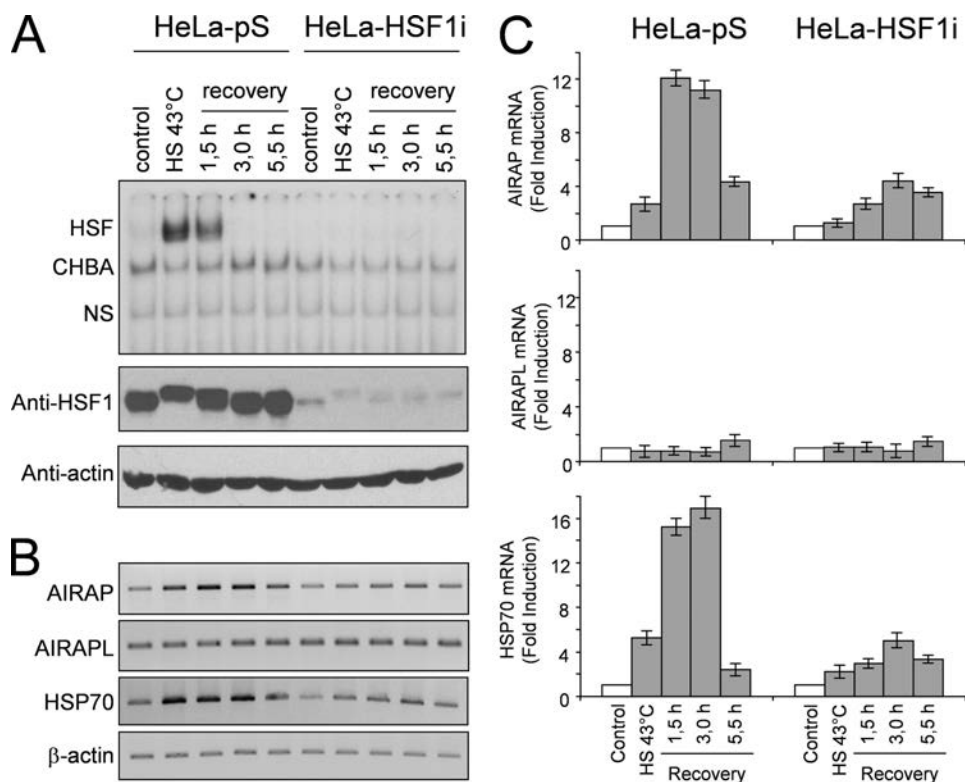 A
HeLa-pS
HeLa-HSF1i
recovery
recovery
control
HS 43°C
1,5 h
3,0 h
5,5 h
control
HS 43°C
1,5 h
3,0 h
5,5 h
HSF
CHBA
NS
Anti-HSF1
Anti-actin
B
AIRAP
AIRAPL
HSP70
β-actin
C
HeLa-pS
HeLa-HSF1i
AIRAP mRNA
(Fold Induction)
12
8
4
0
AIRAPL mRNA
(Fold Induction)
12
8
4
0
HSP70 mRNA
(Fold Induction)
16
12
8
4
0
Control
HS 43°C
1,5 h
3,0 h
5,5 h
Recovery
Control
HS 43°C
1,5 h
3,0 h
5,5 h
Recovery